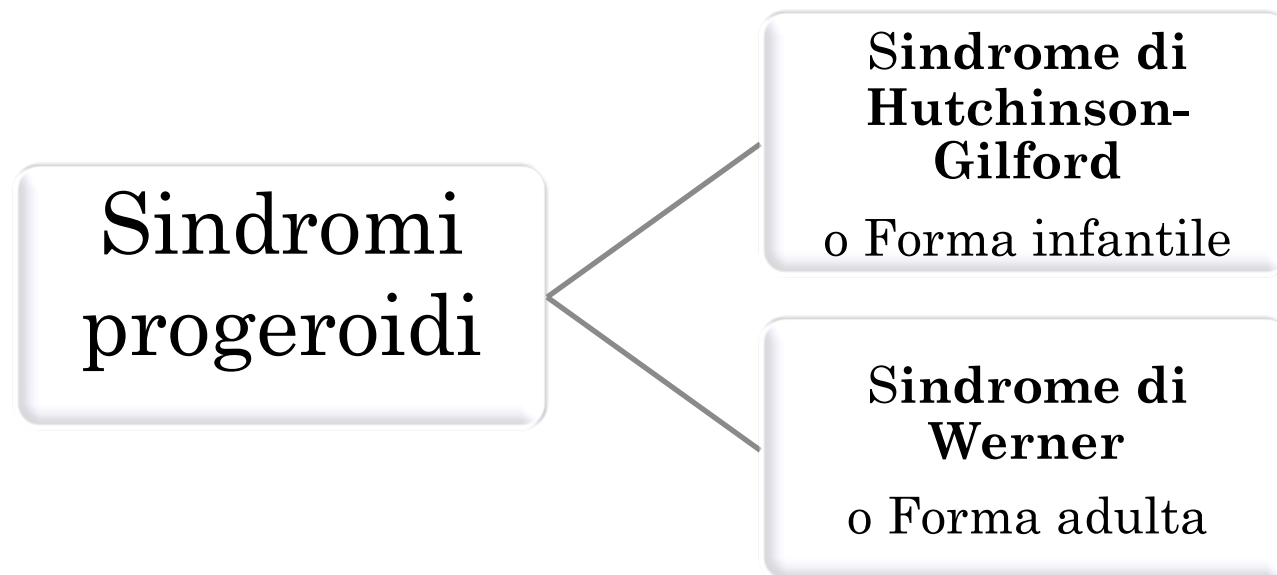 Sindromi
progeroidi
Sindrome di
Hutchinson-
Gilford
o Forma infantile
Sindrome di
Werner
o Forma adulta